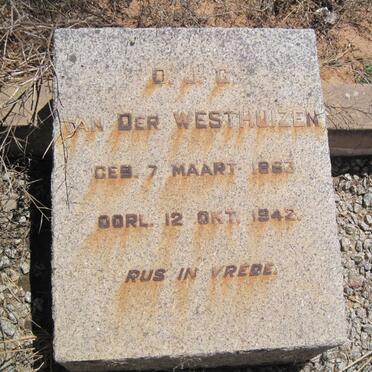 D. J. G.
VAN DER WESTHUIZEN
GEB. 7 MAART 1863
OORL. 12 OKT. 1942.
RUS IN VREDE.